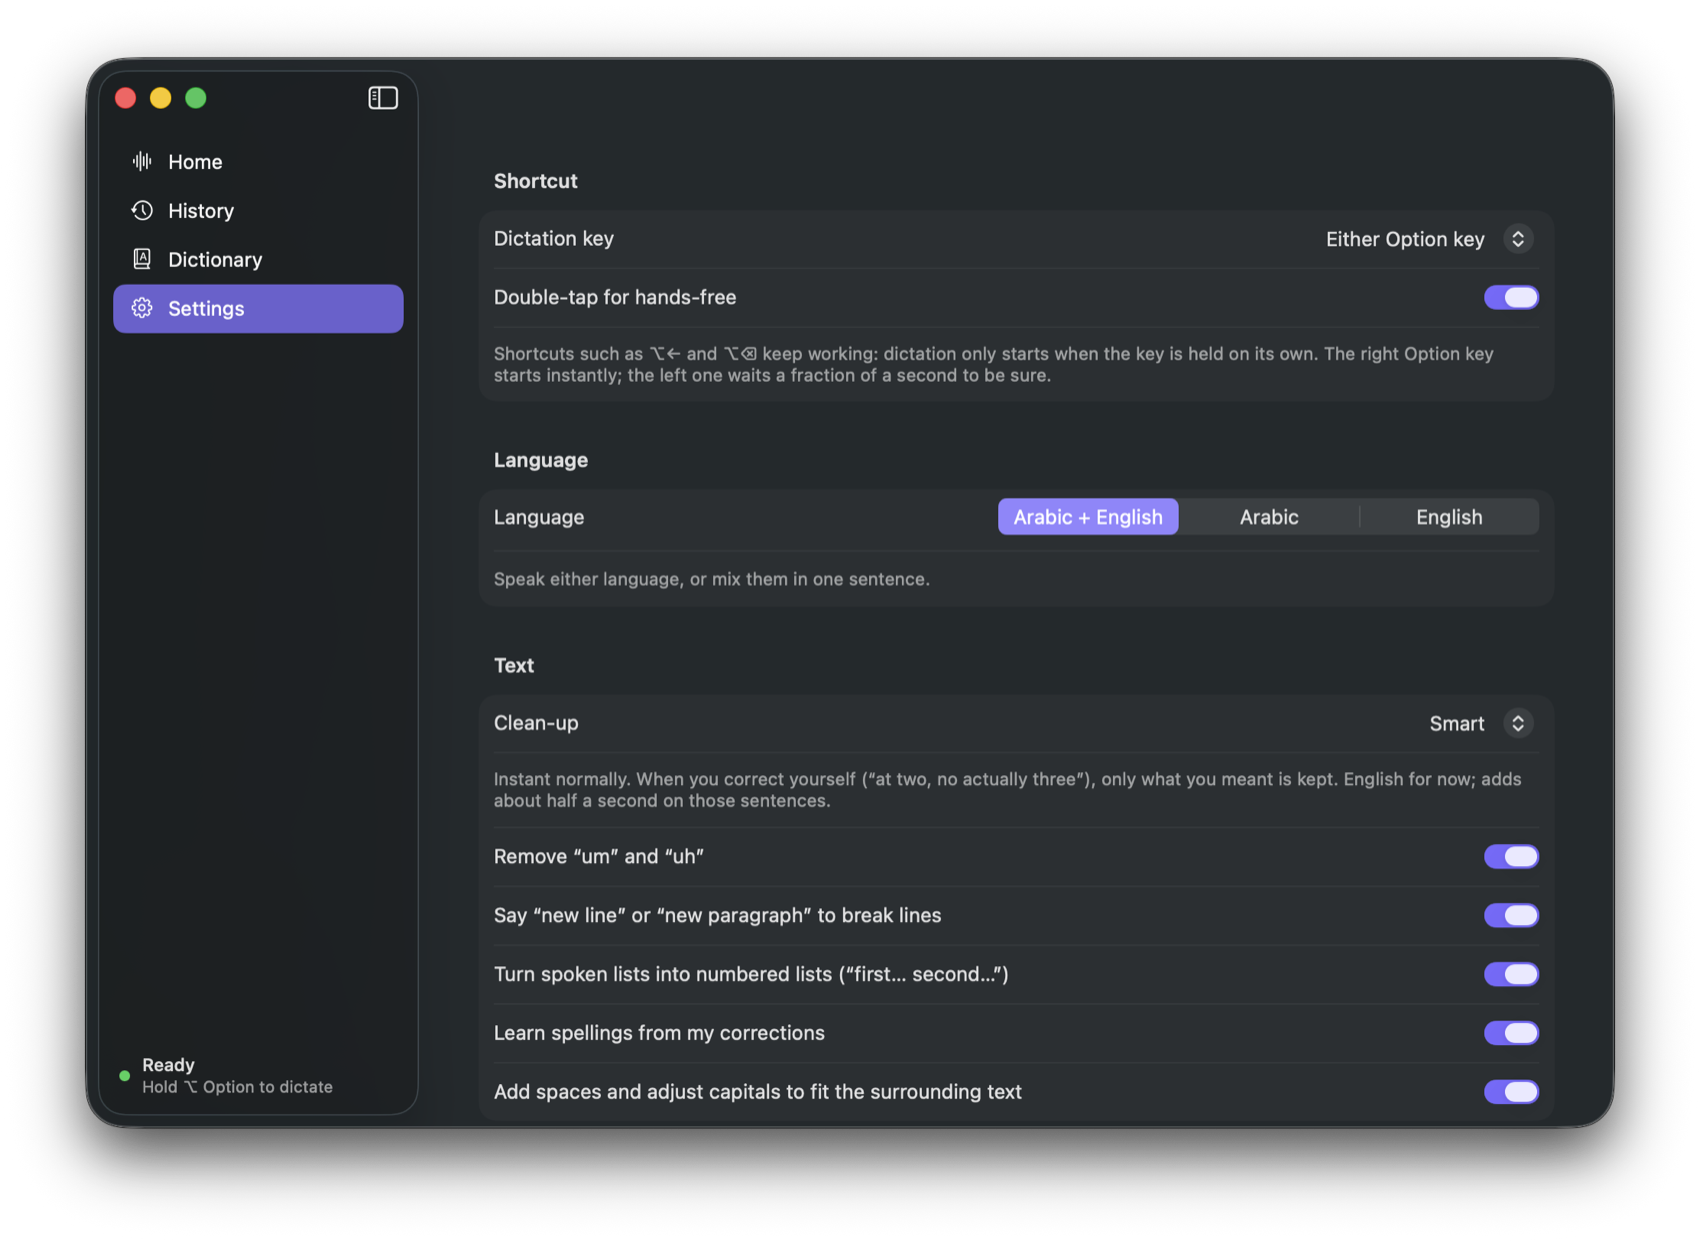 Home
History
Dictionary
Settings
Ready
Hold ⌥ Option to dictate
Shortcut
Dictation key
Either Option key
Double-tap for hands-free
Shortcuts such as ⌥← and ⌥⌫ keep working: dictation only starts when the key is held on its own. The right Option key
starts instantly; the left one waits a fraction of a second to be sure.
Language
Language
Arabic + English
Arabic
English
Speak either language, or mix them in one sentence.
Text
Clean-up
Smart
Instant normally. When you correct yourself (“at two, no actually three”), only what you meant is kept. English for now; adds
about half a second on those sentences.
Remove “um” and “uh”
Say “new line” or “new paragraph” to break lines
Turn spoken lists into numbered lists (“first... second...”)
Learn spellings from my corrections
Add spaces and adjust capitals to fit the surrounding text